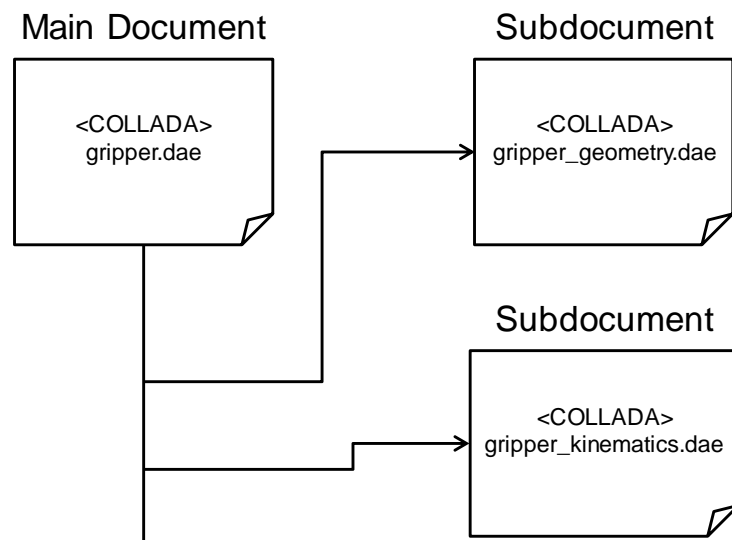 Main Document
<COLLADA>
gripper.dae
Subdocument
<COLLADA>
gripper_geometry.dae
Subdocument
<COLLADA>
gripper_kinematics.dae